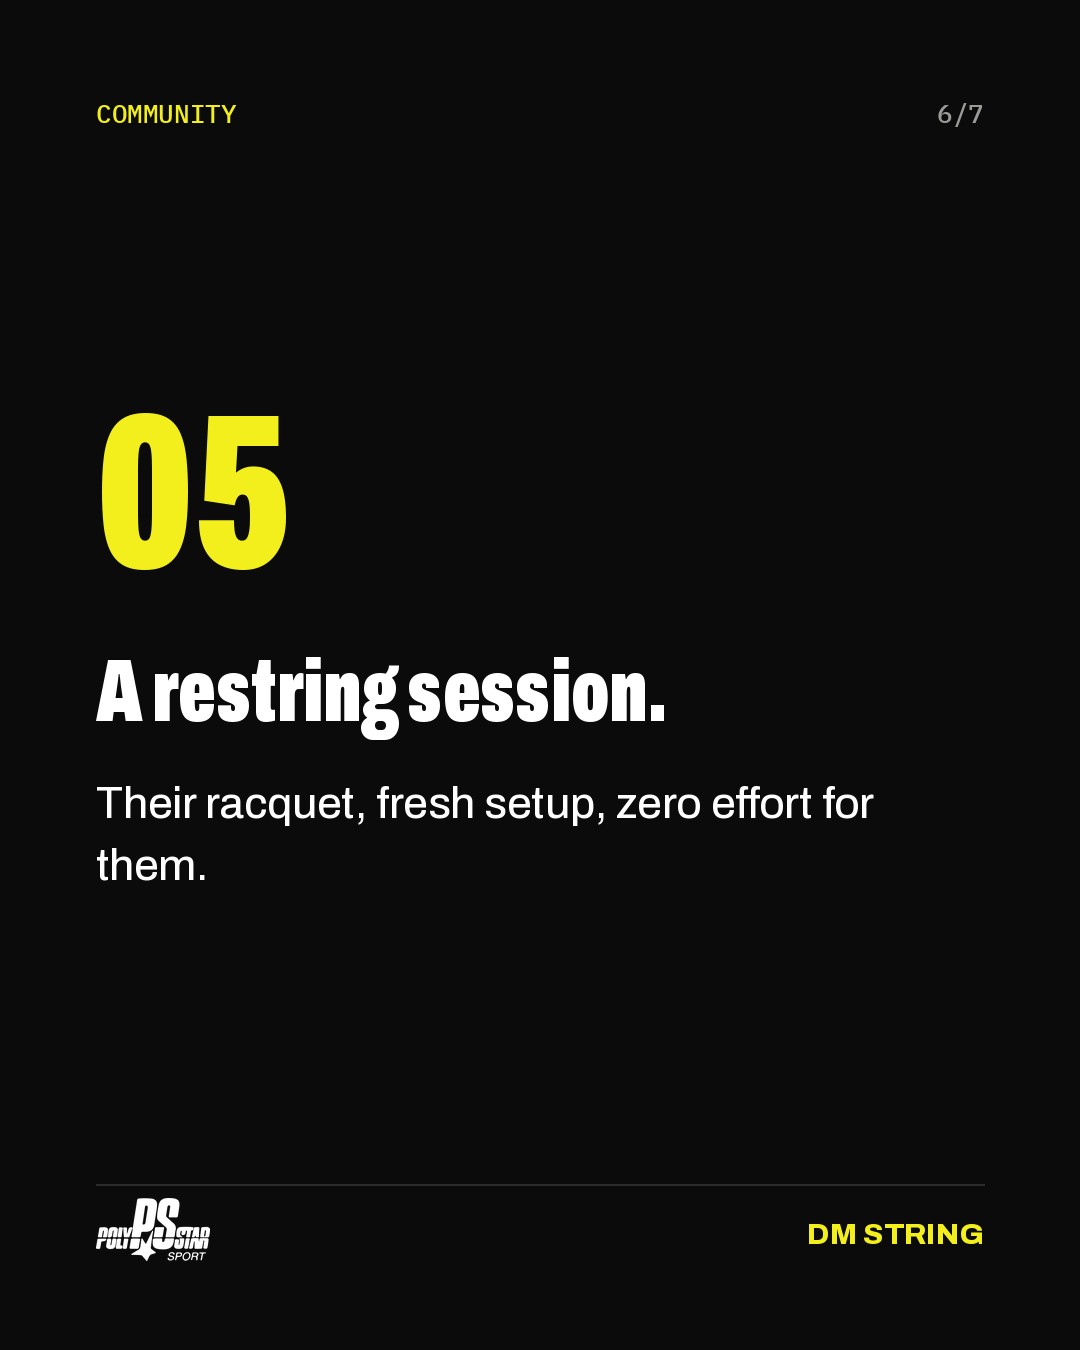 COMMUNITY
6/7
05
A restring session.
Their racquet, fresh setup, zero effort for
them.
POLY PS STAR
SPORT
DM STRING